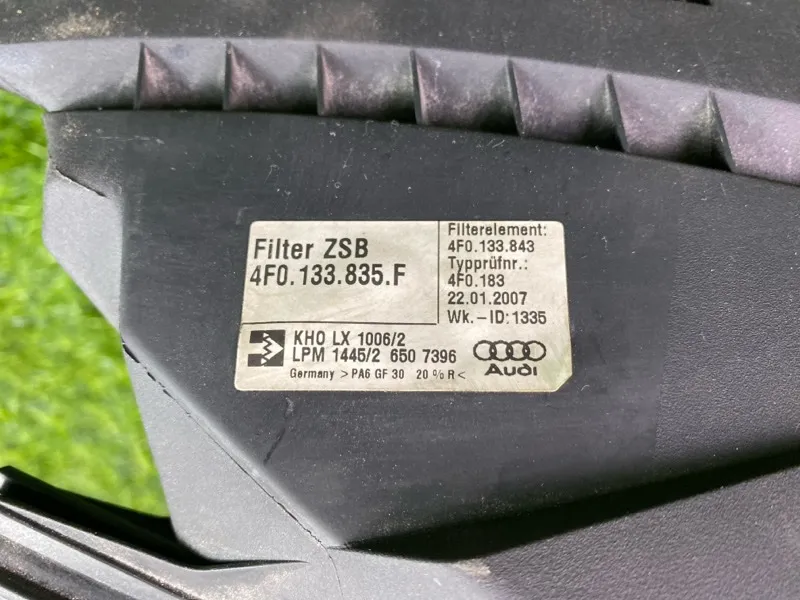 Filter ZSB
4F0.133.835.F
Filterelement:
4F0.133.843
Typprüfnr.:
4F0.183
22.01.2007
Wk.-ID:1335
KHO LX 1006/2
LPM 1445/2 650 7396
Germany >PA6 GF 30 20 % R<
Audi